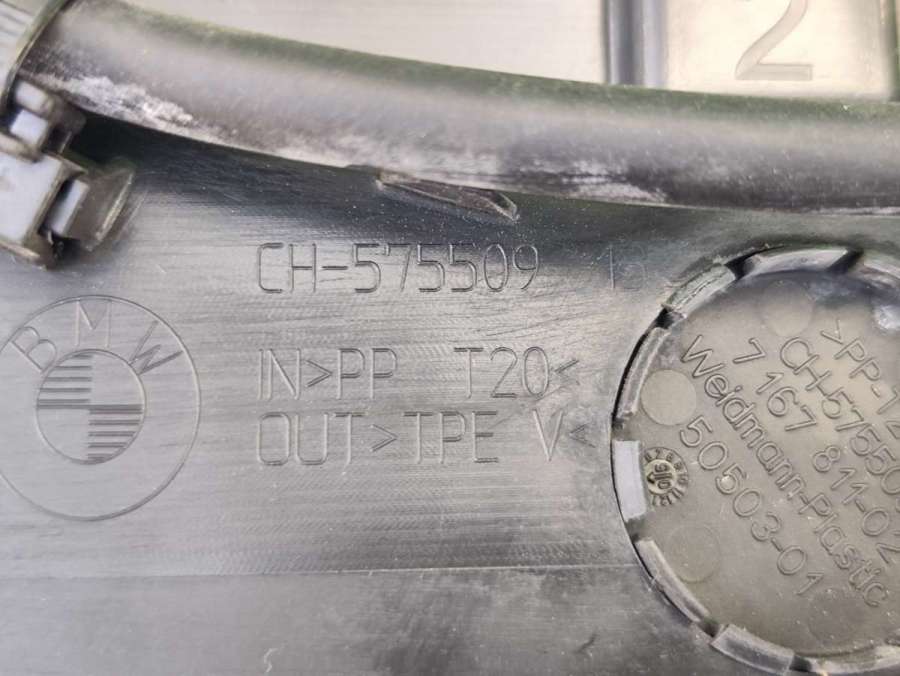 2
CH-575509 15
BMW
IN>PP T20<
OUT>TPE V<
>PP-T2
CH-57550
7 167 811-02
Weidmann-Plastic
50503-01